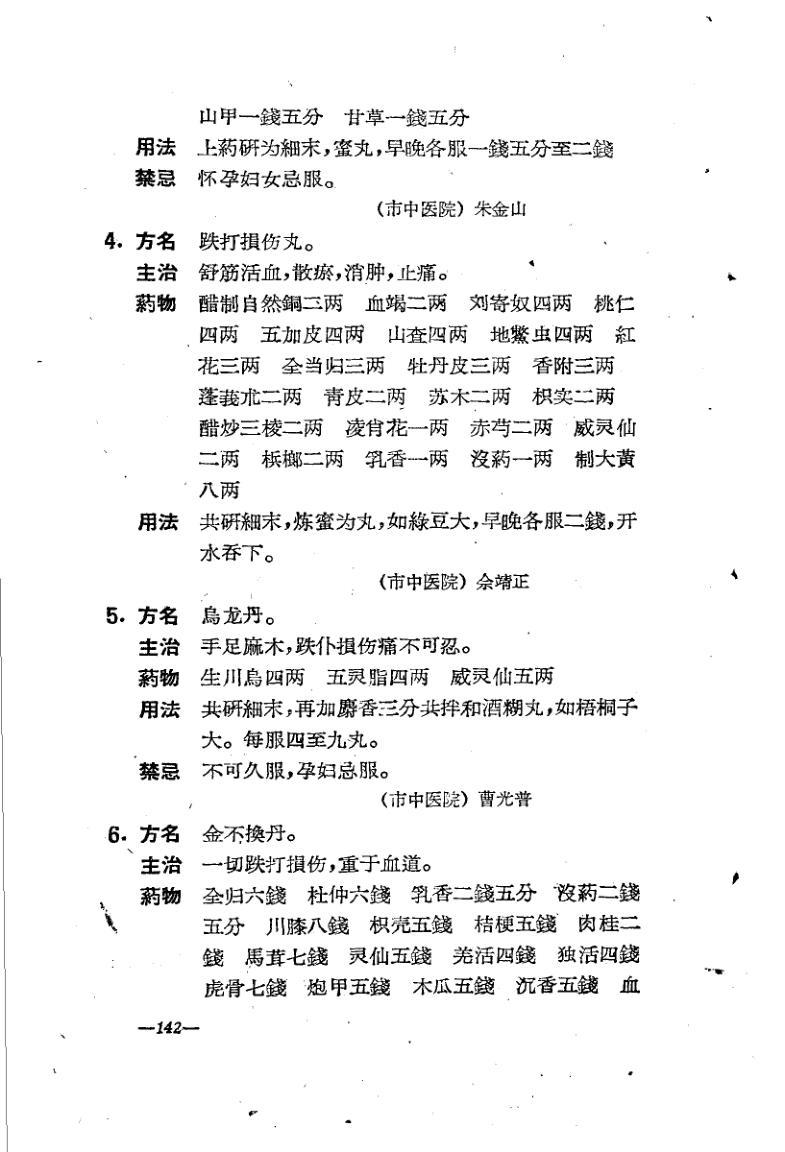 山甲一錢五分　甘草一錢五分
用法　上葯研为細末，蜜丸，早晚各服一錢五分至二錢
禁忌　怀孕妇女忌服。
（市中医院）朱金山
4．方名　跌打損伤丸。
主治　舒筋活血，散瘀，消肿，止痛。
葯物　醋制自然銅二两　血竭二两　刘寄奴四两　桃仁
四两　五加皮四两　山查四两　地鱉虫四两　紅
花三两　全当归三两　牡丹皮三两　香附三两
蓬莪朮二两　青皮二两　苏木二两　枳实二两
醋炒三棱二两　凌肖花一两　赤芍二两　威灵仙
二两　槟榔二两　乳香一两　沒葯一两　制大黄
八两
用法　共研細末，炼蜜为丸，如綠豆大，早晚各服二錢，开
水吞下。
（市中医院）余靖正
5．方名　烏龙丹。
主治　手足麻木，跌仆損伤痛不可忍。
葯物　生川烏四两　五灵脂四两　威灵仙五两
用法　共研細末，再加麝香三分共拌和酒糊丸，如梧桐子
大。每服四至九丸。
禁忌　不可久服，孕妇忌服。
（市中医院）曹光普
6．方名　金不換丹。
主治　一切跌打損伤，重于血道。
葯物　全归六錢　杜仲六錢　乳香二錢五分　沒葯二錢
五分　川膝八錢　枳壳五錢　桔梗五錢　肉桂二
錢　馬茸七錢　灵仙五錢　羌活四錢　独活四錢
虎骨七錢　炮甲五錢　木瓜五錢　沉香五錢　血
—142—